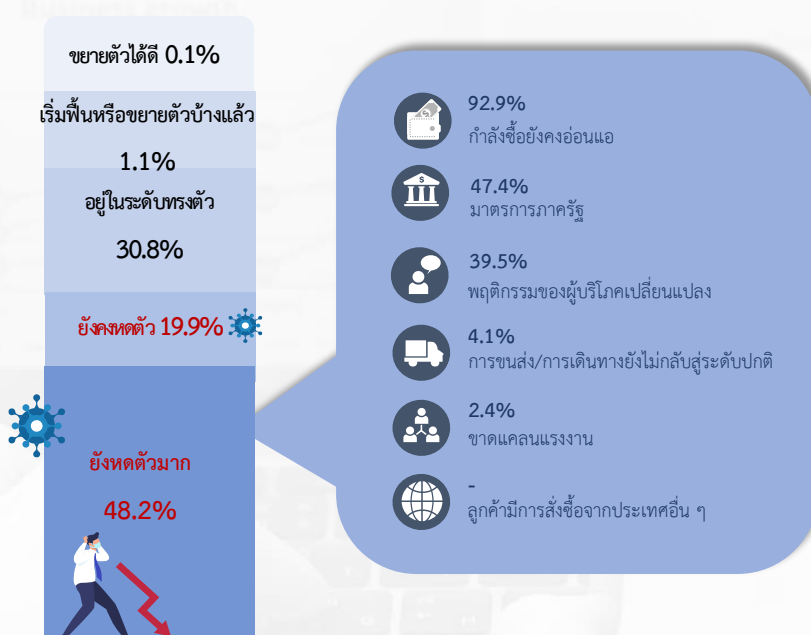 Business growth
ขยายตัวได้ดี 0.1%
เริ่มฟื้นหรือขยายตัวบ้างแล้ว
1.1%
อยู่ในระดับทรงตัว
30.8%
ยังคงหดตัว 19.9%
ยังหดตัวมาก
48.2%
92.9%
กำลังซื้อยังคงอ่อนแอ
47.4%
มาตรการภาครัฐ
39.5%
พฤติกรรมของผู้บริโภคเปลี่ยนแปลง
4.1%
การขนส่ง/การเดินทางยังไม่กลับสู่ระดับปกติ
2.4%
ขาดแคลนแรงงาน
-
ลูกค้ามีการสั่งซื้อจากประเทศอื่น ๆ